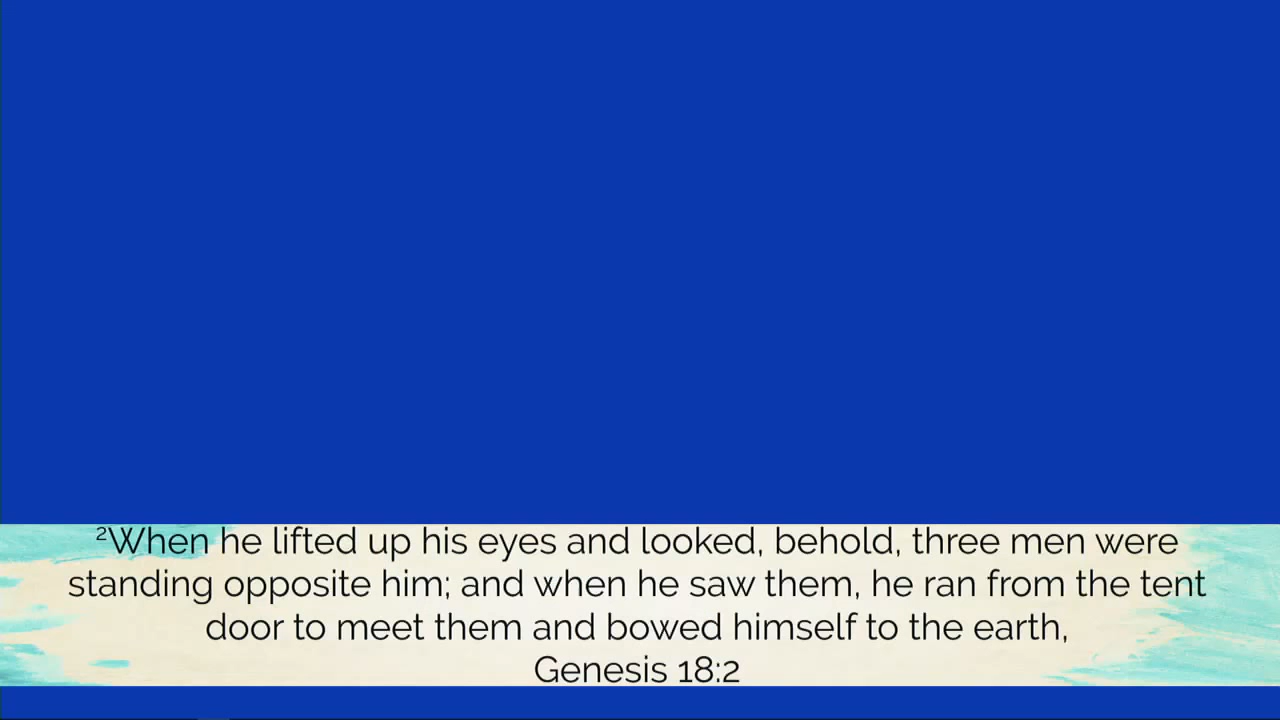 ²When he lifted up his eyes and looked, behold, three men were
standing opposite him; and when he saw them, he ran from the tent
door to meet them and bowed himself to the earth,
Genesis 18:2